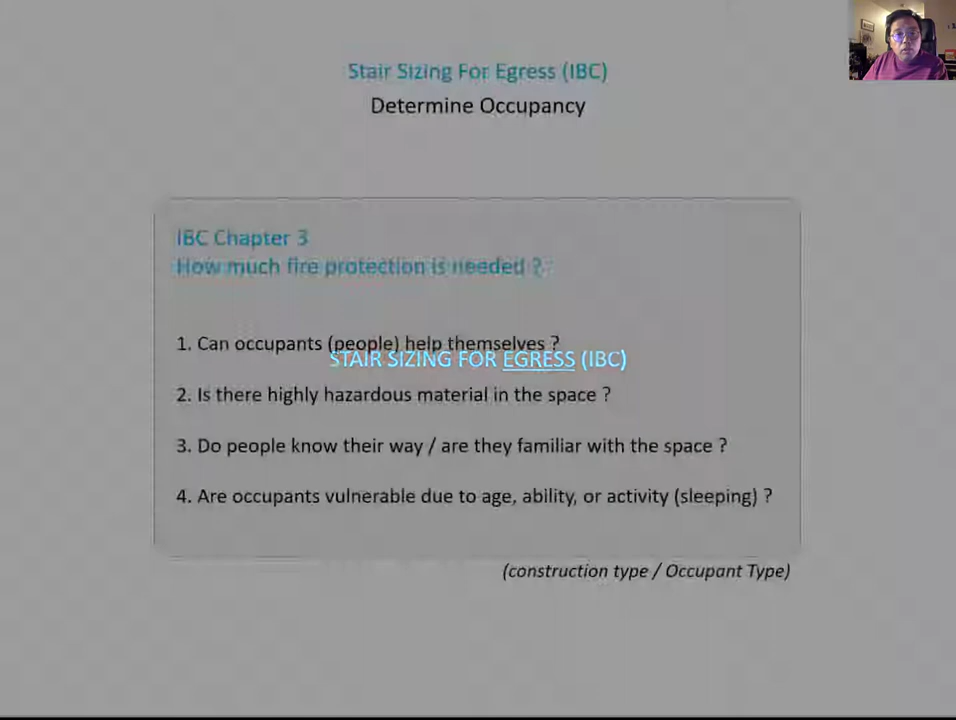 Stair Sizing For Egress (IBC)
Determine Occupancy
IBC Chapter 3
How much fire protection is needed ?
1. Can occupants (people) help themselves ?
STAIR SIZING FOR EGRESS (IBC)
2. Is there highly hazardous material in the space ?
3. Do people know their way / are they familiar with the space ?
4. Are occupants vulnerable due to age, ability, or activity (sleeping) ?
(construction type / Occupant Type)